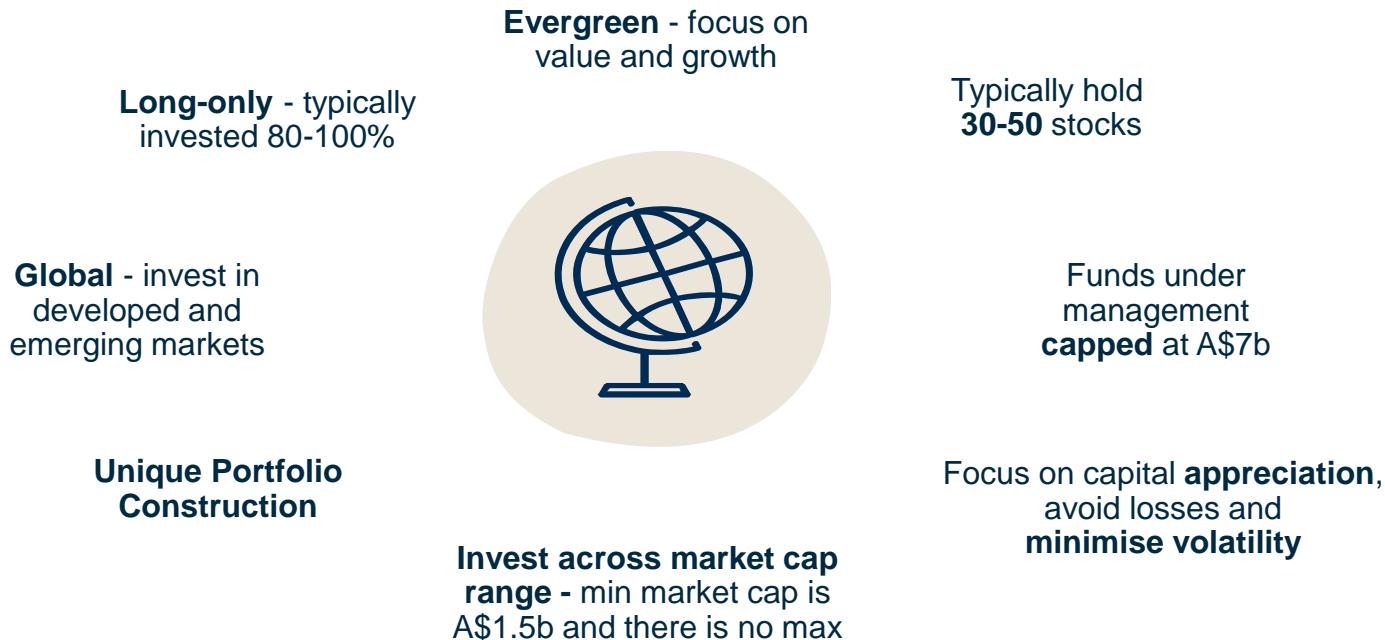 Evergreen - focus on
value and growth
Long-only - typically
invested 80-100%
Typically hold
30-50 stocks
Global - invest in
developed and
emerging markets
Funds under
management
capped at A$7b
Unique Portfolio
Construction
Focus on capital appreciation,
avoid losses and
minimise volatility
Invest across market cap
range - min market cap is
A$1.5b and there is no max